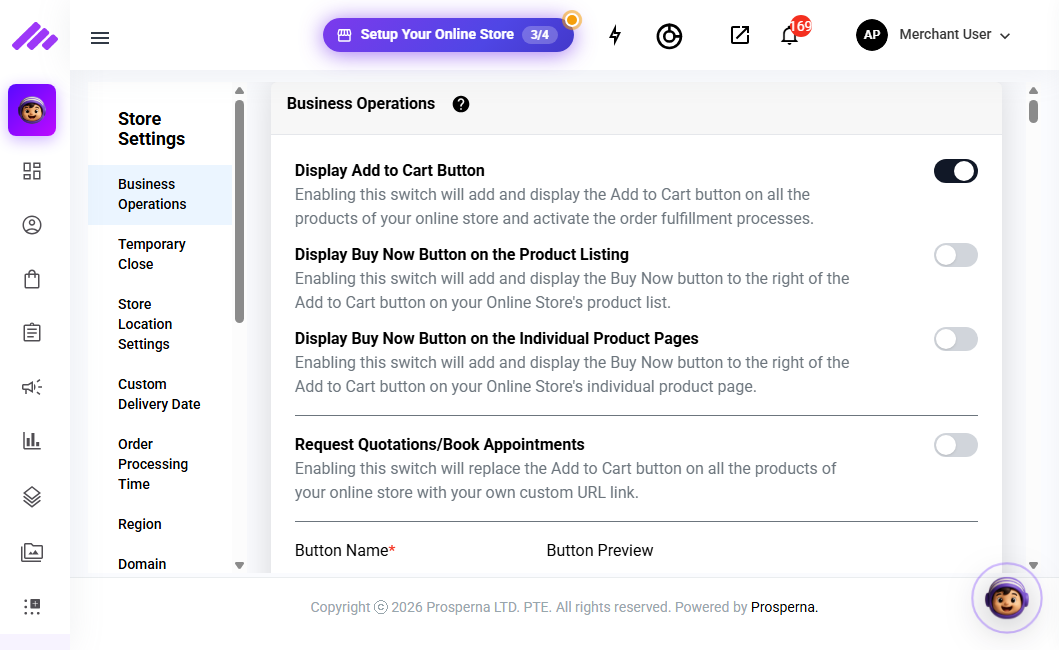 Setup Your Online Store 3/4
169
AP Merchant User
Store
Settings
Business
Operations
Temporary
Close
Store
Location
Settings
Custom
Delivery Date
Order
Processing
Time
Region
Domain
Business Operations ?
Display Add to Cart Button
Enabling this switch will add and display the Add to Cart button on all the
products of your online store and activate the order fulfillment processes.
Display Buy Now Button on the Product Listing
Enabling this switch will add and display the Buy Now button to the right of the
Add to Cart button on your Online Store's product list.
Display Buy Now Button on the Individual Product Pages
Enabling this switch will add and display the Buy Now button to the right of the
Add to Cart button on your Online Store's individual product page.
Request Quotations/Book Appointments
Enabling this switch will replace the Add to Cart button on all the products of
your online store with your own custom URL link.
Button Name*
Button Preview
Copyright © 2026 Prosperna LTD. PTE. All rights reserved. Powered by Prosperna.